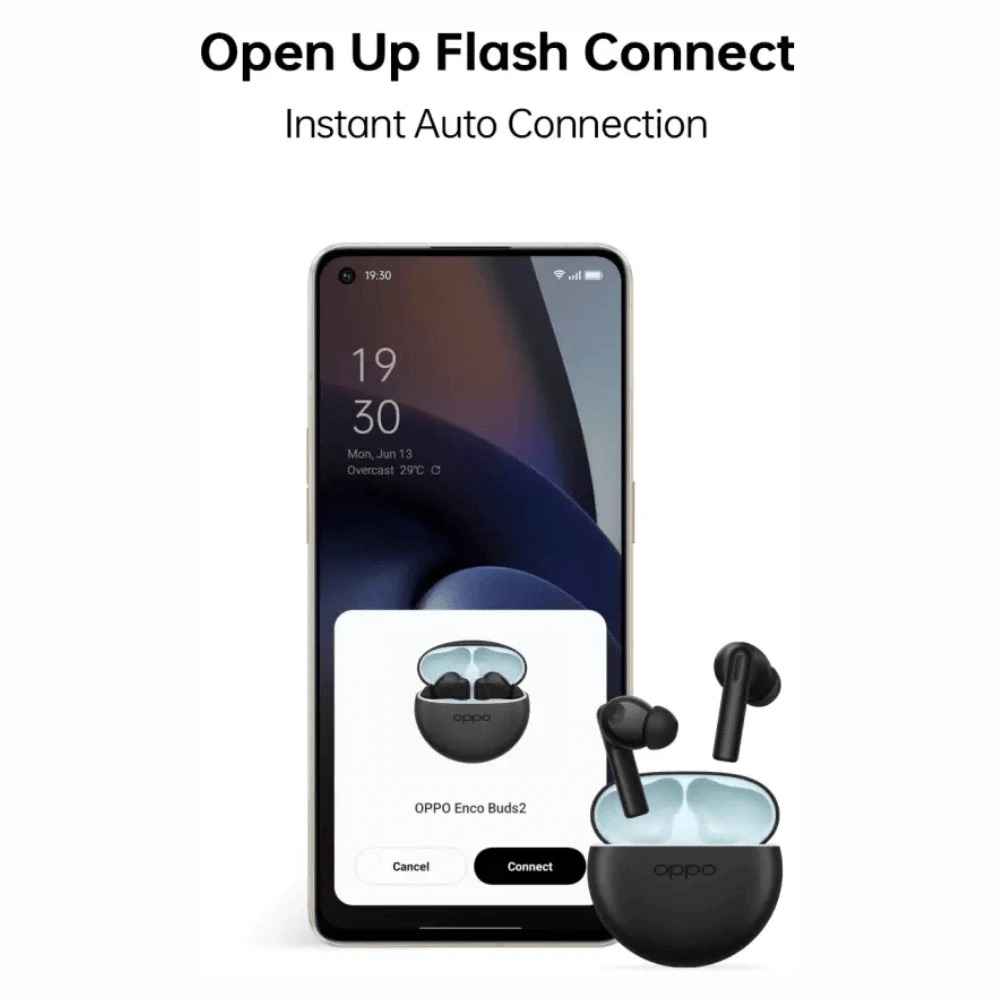 Open Up Flash Connect
Instant Auto Connection
19:30
19
30
Mon, Jun 13
Overcast 29°C
oppo
OPPO Enco Buds2
Cancel
Connect
oppo